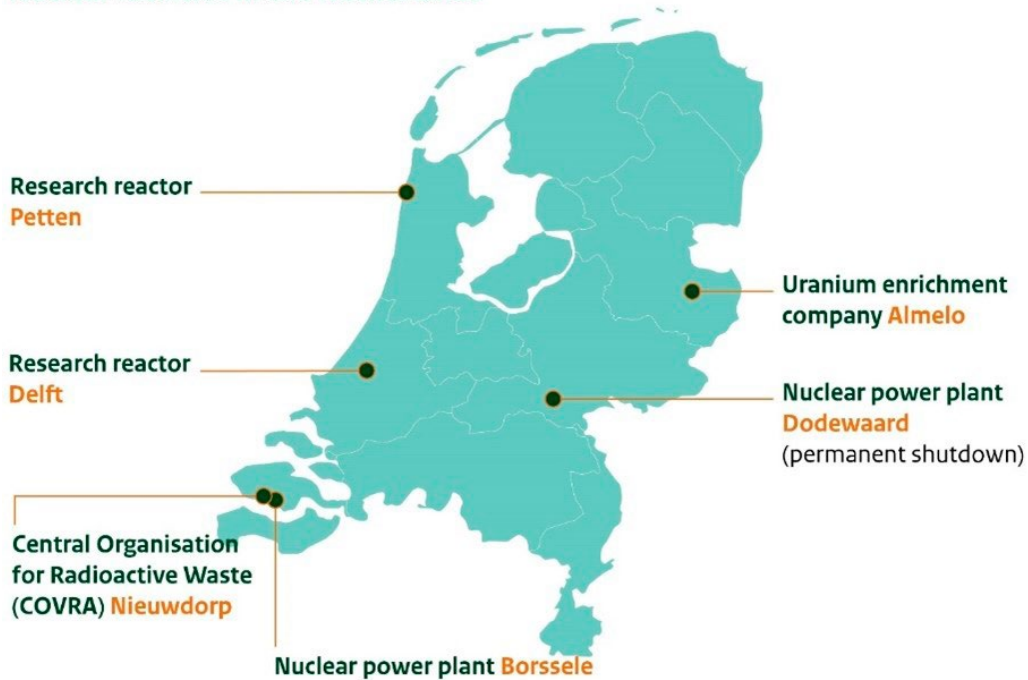 Research reactor
Petten
Research reactor
Delft
Central Organisation
for Radioactive Waste
(COVRA) Nieuwdorp
Nuclear power plant Borssele
Uranium enrichment
company Almelo
Nuclear power plant
Dodewaard
(permanent shutdown)